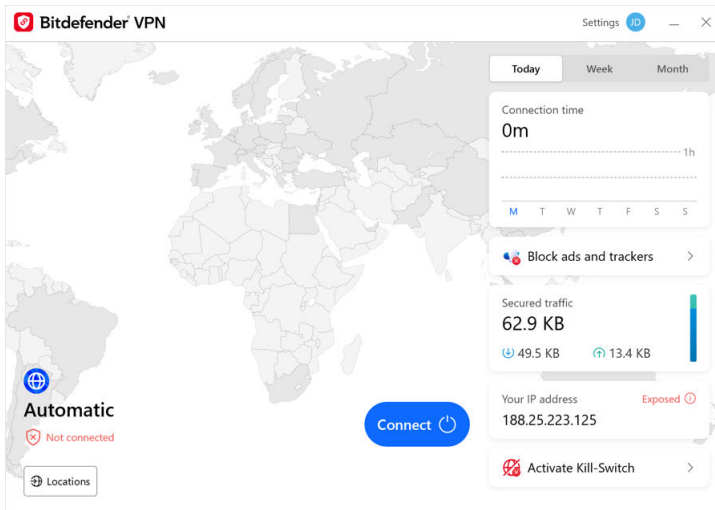 Bitdefender® VPN
Settings JD
Today Week Month
Connection time
0m
1h
M T W T F S S
Block ads and trackers
Secured traffic
62.9 KB
49.5 KB 13.4 KB
Your IP address Exposed
188.25.223.125
Activate Kill-Switch
Automatic
Not connected
Connect
Locations